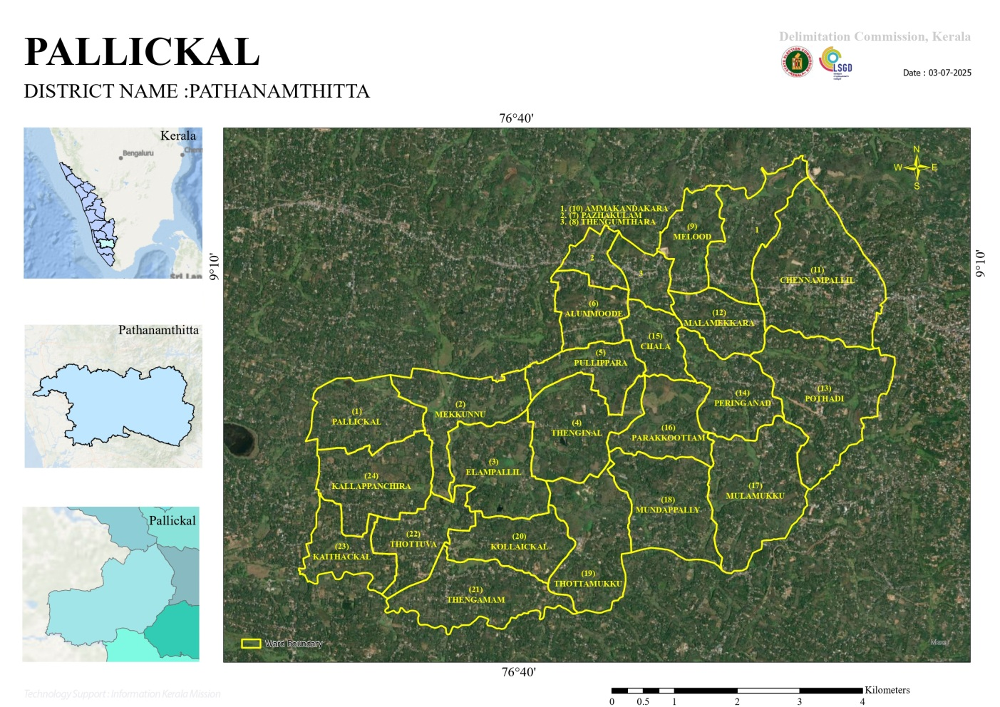 PALLICKAL
DISTRICT NAME :PATHANAMTHITTA
Delimitation Commission, Kerala
LSGD
Date : 03-07-2025
Kerala
Bengaluru
Pathanamthitta
Pallickal
76°40'
9°10'
9°10'
N
W
E
S
1. (10) AMMAKANDAKARA
2. (7) PAZHAKULAM
3. (8) THENGUMTHARA
(9)
MELOOD
1
2
3
(11)
CHENNAMPALLIL
(6)
ALUMMOODE
(12)
MALAMEKKARA
(15)
CHALA
(5)
PULLIPPARA
(14)
PERINGANAD
(13)
POTHADI
(1)
PALLICKAL
(2)
MEKKUNNU
(4)
THENGINAL
(16)
PARAKKOOTTAM
(3)
ELAMPALLIL
(24)
KALLAPPANCHIRA
(17)
MULAMUKKU
(18)
MUNDAPPALLY
(22)
THOTTUVA
(20)
KOLLAICKAL
(23)
KAITHACKAL
(19)
THOTTAMUKKU
(21)
THENGAMAM
Ward Boundary
76°40'
Technology Support : Information Kerala Mission
Kilometers
0 0.5 1 2 3 4